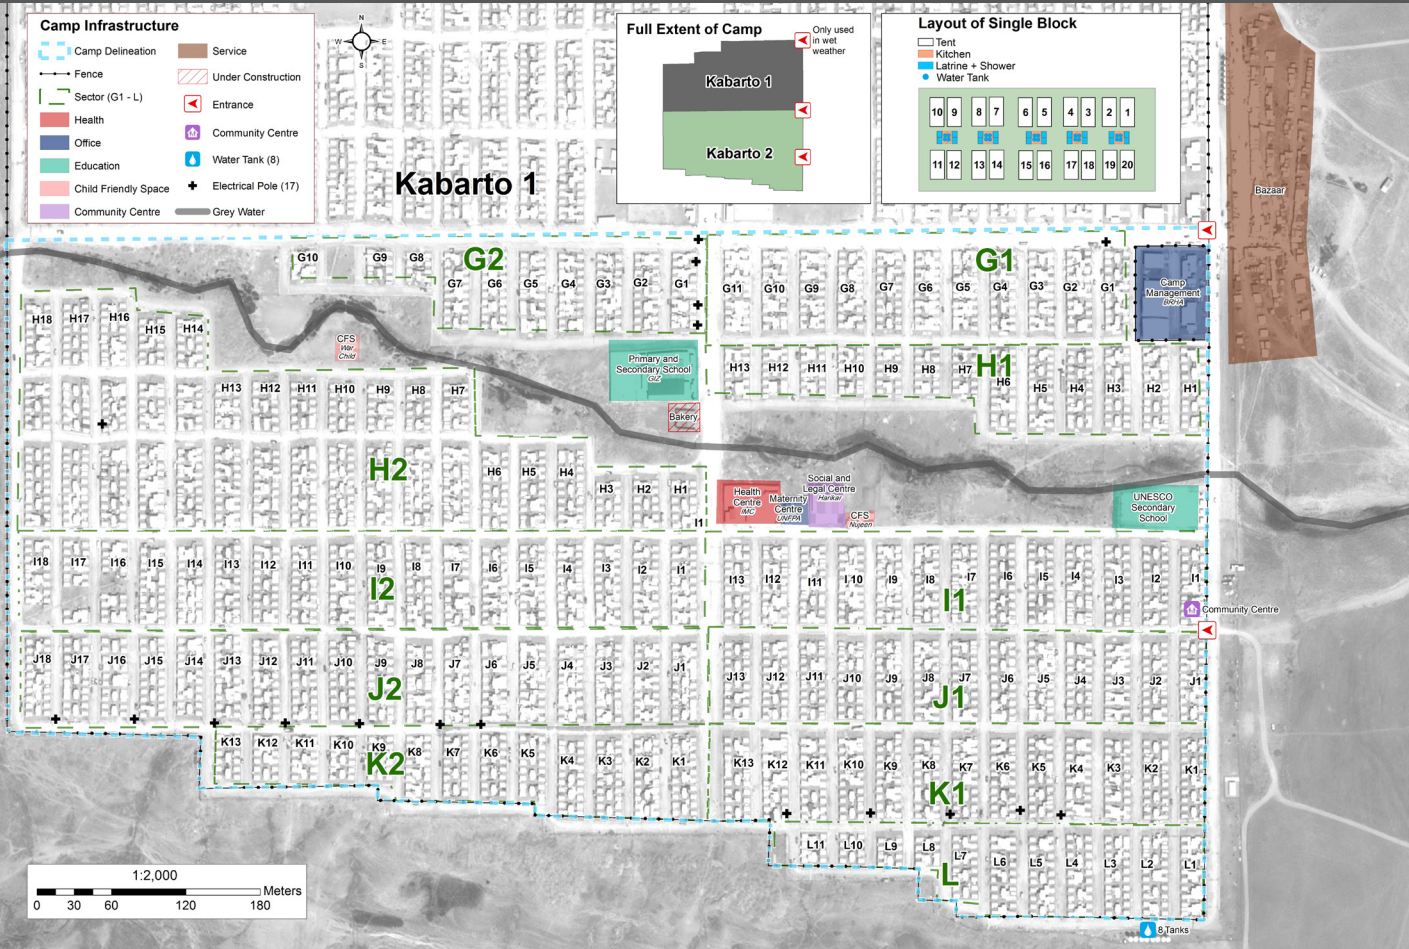 Camp Infrastructure
Camp Delineation
Fence
Sector (G1 - L)
Health
Office
Education
Child Friendly Space
Community Centre
Service
Under Construction
Entrance
Community Centre
Water Tank (8)
Electrical Pole (17)
Grey Water
N
W E
S
Full Extent of Camp
Only used
in wet
weather
Kabarto 1
Kabarto 2
Layout of Single Block
Tent
Kitchen
Latrine + Shower
Water Tank
10 9 8 7 6 5 4 3 2 1
11 12 13 14 15 16 17 18 19 20
Kabarto 1
Bazaar
G2
G10 G9 G8
G7 G6 G5 G4 G3 G2 G1
G1
G11 G10 G9 G8 G7 G6 G5 G4 G3 G2 G1
Camp
Management
BRHA
H18 H17 H16 H15 H14
CFS
War
Child
Primary and
Secondary School
GIZ
Bakery
H1
H13 H12 H11 H10 H9 H8 H7 H6 H5 H4 H3 H2 H1
H13 H12 H11 H10 H9 H8 H7
H2
H6 H5 H4
H3 H2 H1
I1
Health
Centre
IMC
Maternity
Centre
UNFPA
Social and
Legal Centre
Harikar
CFS
Nujeen
UNESCO
Secondary
School
I18 I17 I16 I15 I14 I13 I12 I11 I10 I9 I8 I7 I6 I5 I4 I3 I2 I1
I2
I13 I12 I11 I10 I9 I8 I7 I6 I5 I4 I3 I2 I1
I1
Community Centre
J18 J17 J16 J15 J14 J13 J12 J11 J10 J9 J8 J7 J6 J5 J4 J3 J2 J1
J2
J13 J12 J11 J10 J9 J8 J7 J6 J5 J4 J3 J2 J1
J1
K13 K12 K11 K10 K9 K8 K7 K6 K5 K4 K3 K2 K1
K2
K13 K12 K11 K10 K9 K8 K7 K6 K5 K4 K3 K2 K1
K1
L11 L10 L9 L8 L7 L6 L5 L4 L3 L2 L1
L
8 Tanks
1:2,000
Meters
0 30 60 120 180